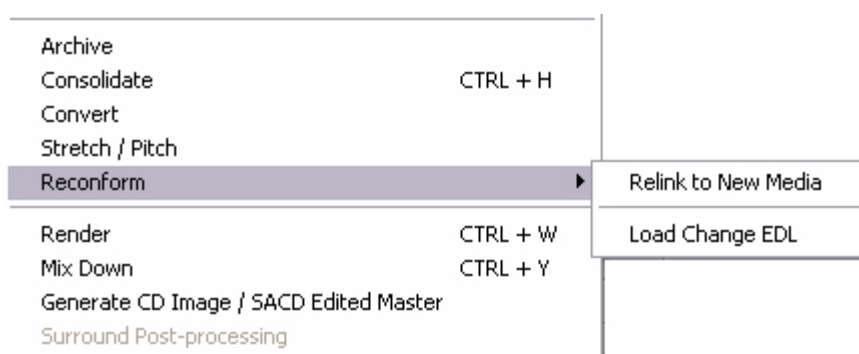 Archive
Consolidate CTRL + H
Convert
Stretch / Pitch
Reconform
Relink to New Media
Load Change EDL
Render CTRL + W
Mix Down CTRL + Y
Generate CD Image / SACD Edited Master
Surround Post-processing